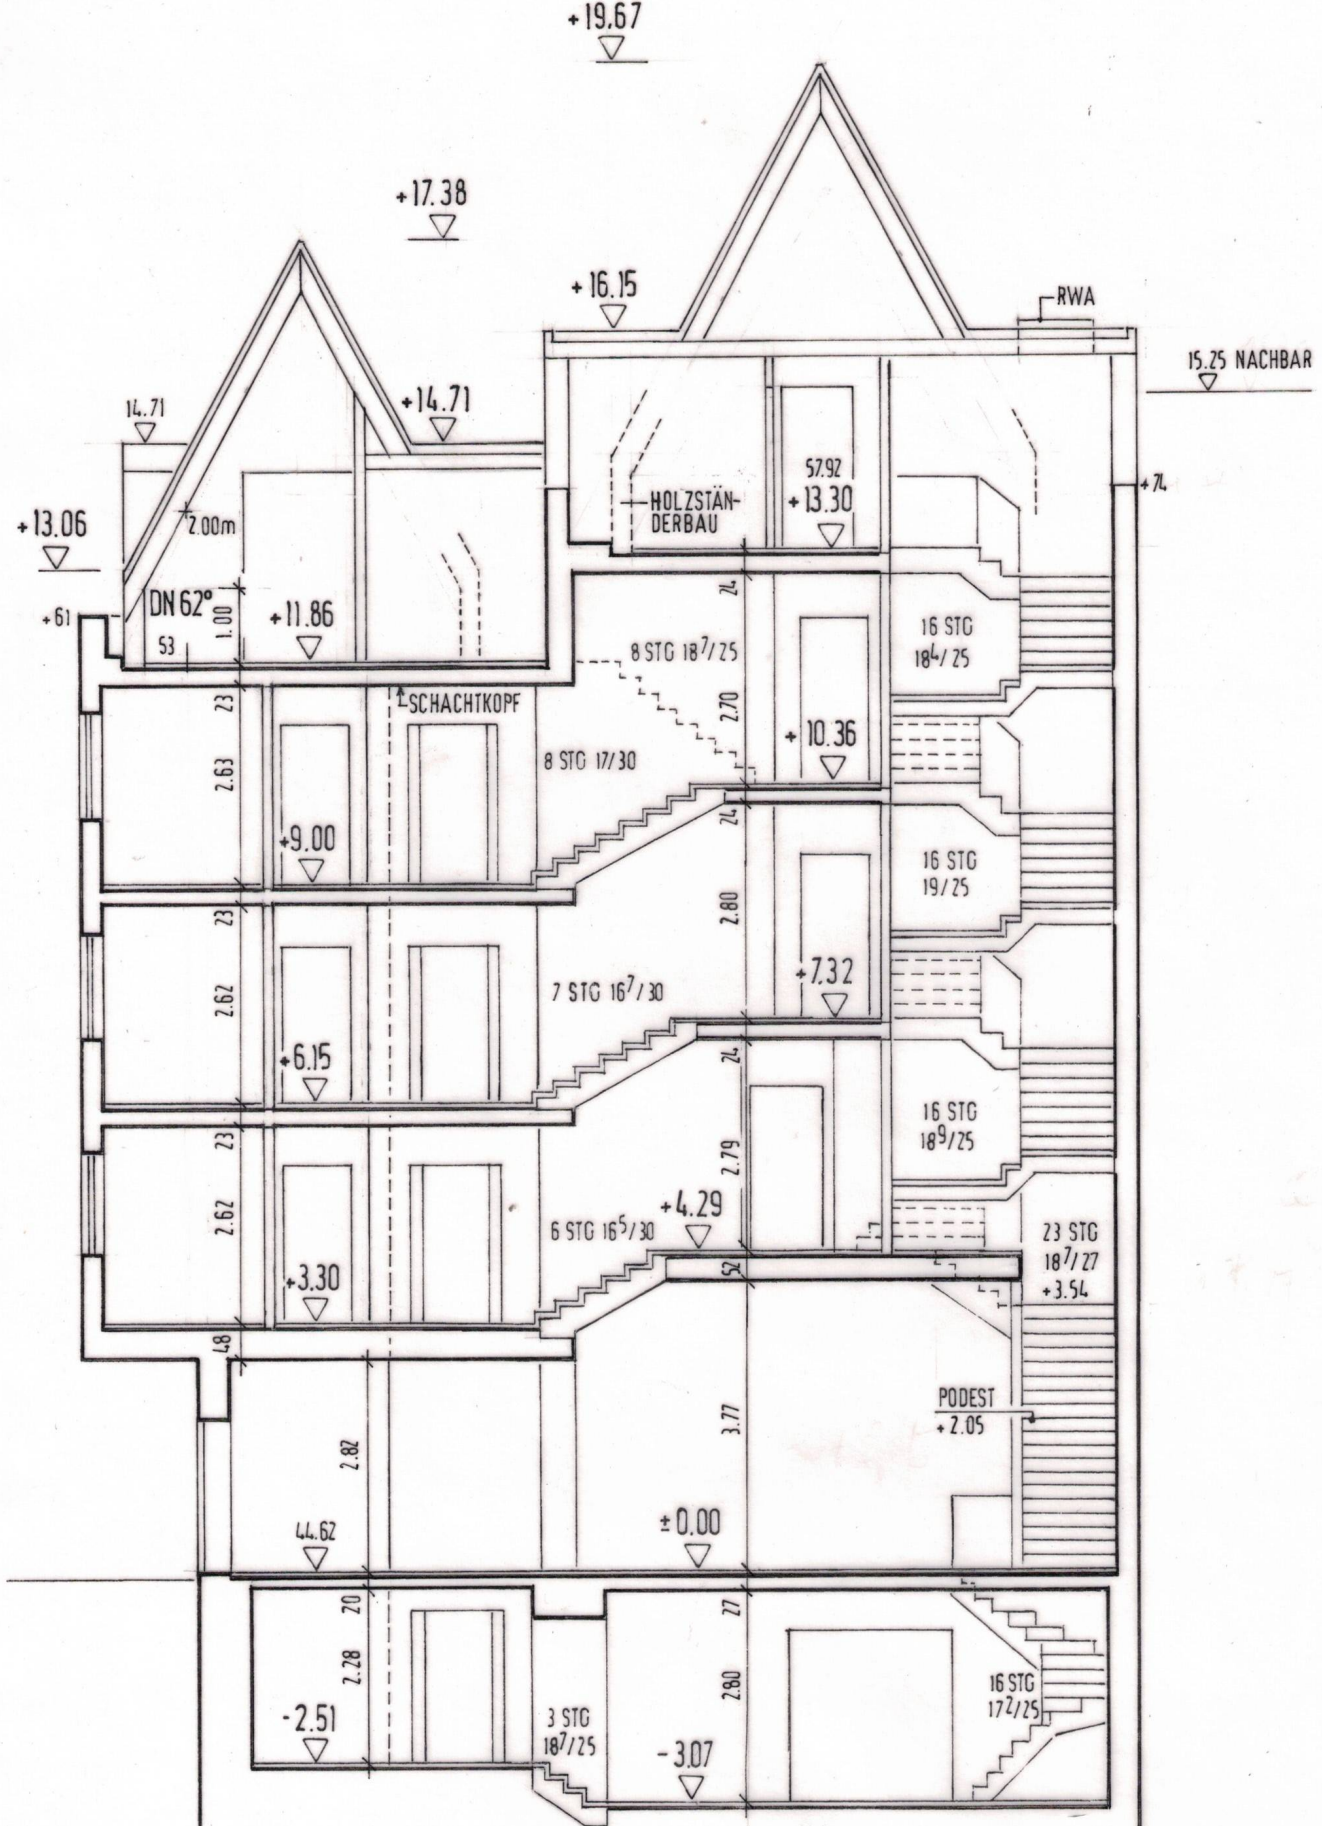 +19.67
+17.38
+16.15
RWA
15.25 NACHBAR
14.71
+14.71
57.92
+13.30
+74
HOLZSTÄN-
DERBAU
+13.06
2.00m
DN 62°
+61
1.00
+11.86
53
24
16 STG
18⁴/25
8 STG 18⁷/25
23
SCHACHTKOPF
2.70
+10.36
2.63
8 STG 17/30
+9.00
24
16 STG
19/25
23
2.80
2.62
7 STG 16⁷/30
+7.32
+6.15
24
16 STG
18⁹/25
23
2.79
2.62
+4.29
6 STG 16⁵/30
23 STG
18⁷/27
+3.54
+3.30
52
48
PODEST
+2.05
3.77
2.82
44.62
±0.00
20
27
2.28
2.80
16 STG
17²/25
-2.51
3 STG
18⁷/25
-3.07